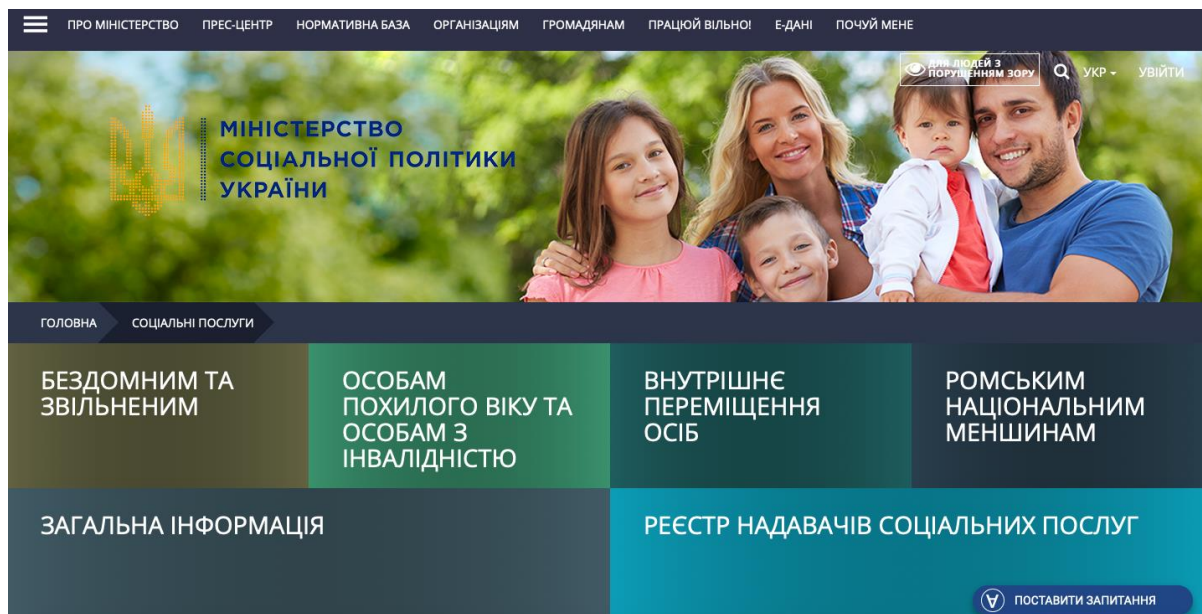 ПРО МІНІСТЕРСТВО ПРЕС-ЦЕНТР НОРМАТИВНА БАЗА ОРГАНІЗАЦІЯМ ГРОМАДЯНАМ ПРАЦЮЙ ВІЛЬНО! Е-ДАНІ ПОЧУЙ МЕНЕ
ДЛЯ ЛЮДЕЙ З
ПОРУШЕННЯМ ЗОРУ
УКР
УВІЙТИ
МІНІСТЕРСТВО
СОЦІАЛЬНОЇ ПОЛІТИКИ
УКРАЇНИ
ГОЛОВНА СОЦІАЛЬНІ ПОСЛУГИ
БЕЗДОМНИМ ТА
ЗВІЛЬНЕНИМ
ОСОБАМ
ПОХИЛОГО ВІКУ ТА
ОСОБАМ З
ІНВАЛІДНІСТЮ
ВНУТРІШНЄ
ПЕРЕМІЩЕННЯ
ОСІБ
РОМСЬКИМ
НАЦІОНАЛЬНИМ
МЕНШИНАМ
ЗАГАЛЬНА ІНФОРМАЦІЯ
РЕЄСТР НАДАВАЧІВ СОЦІАЛЬНИХ ПОСЛУГ
ПОСТАВИТИ ЗАПИТАННЯ